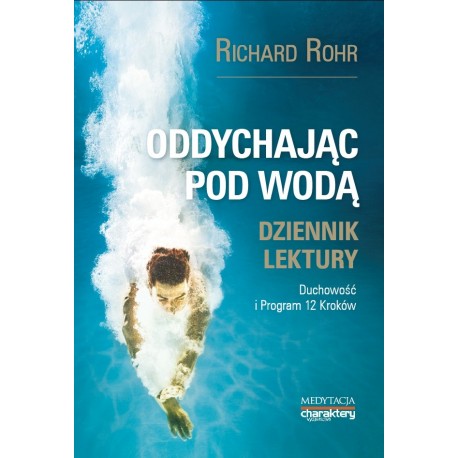 RICHARD ROHR
ODDYCHAJĄC
POD WODĄ
DZIENNIK
LEKTURY
Duchowość
i Program 12 Kroków
MEDYTACJA
charaktery